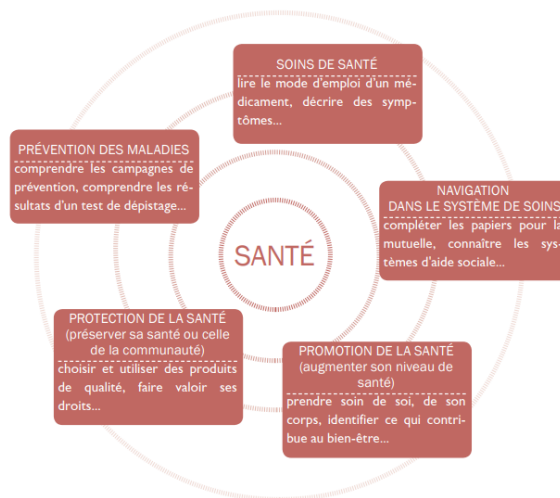 SOINS DE SANTÉ
lire le mode d'emploi d'un mé-
dicament, décrire des symp-
tômes...
PRÉVENTION DES MALADIES
comprendre les campagnes de
prévention, comprendre les ré-
sultats d'un test de dépistage...
NAVIGATION
DANS LE SYSTÈME DE SOINS
compléter les papiers pour la
mutuelle, connaître les sys-
tèmes d'aide sociale...
SANTÉ
PROTECTION DE LA SANTÉ
(préserver sa santé ou celle
de la communauté)
choisir et utiliser des produits
de qualité, faire valoir ses
droits...
PROMOTION DE LA SANTÉ
(augmenter son niveau de
santé)
prendre soin de soi, de son
corps, identifier ce qui contri-
bue au bien-être...